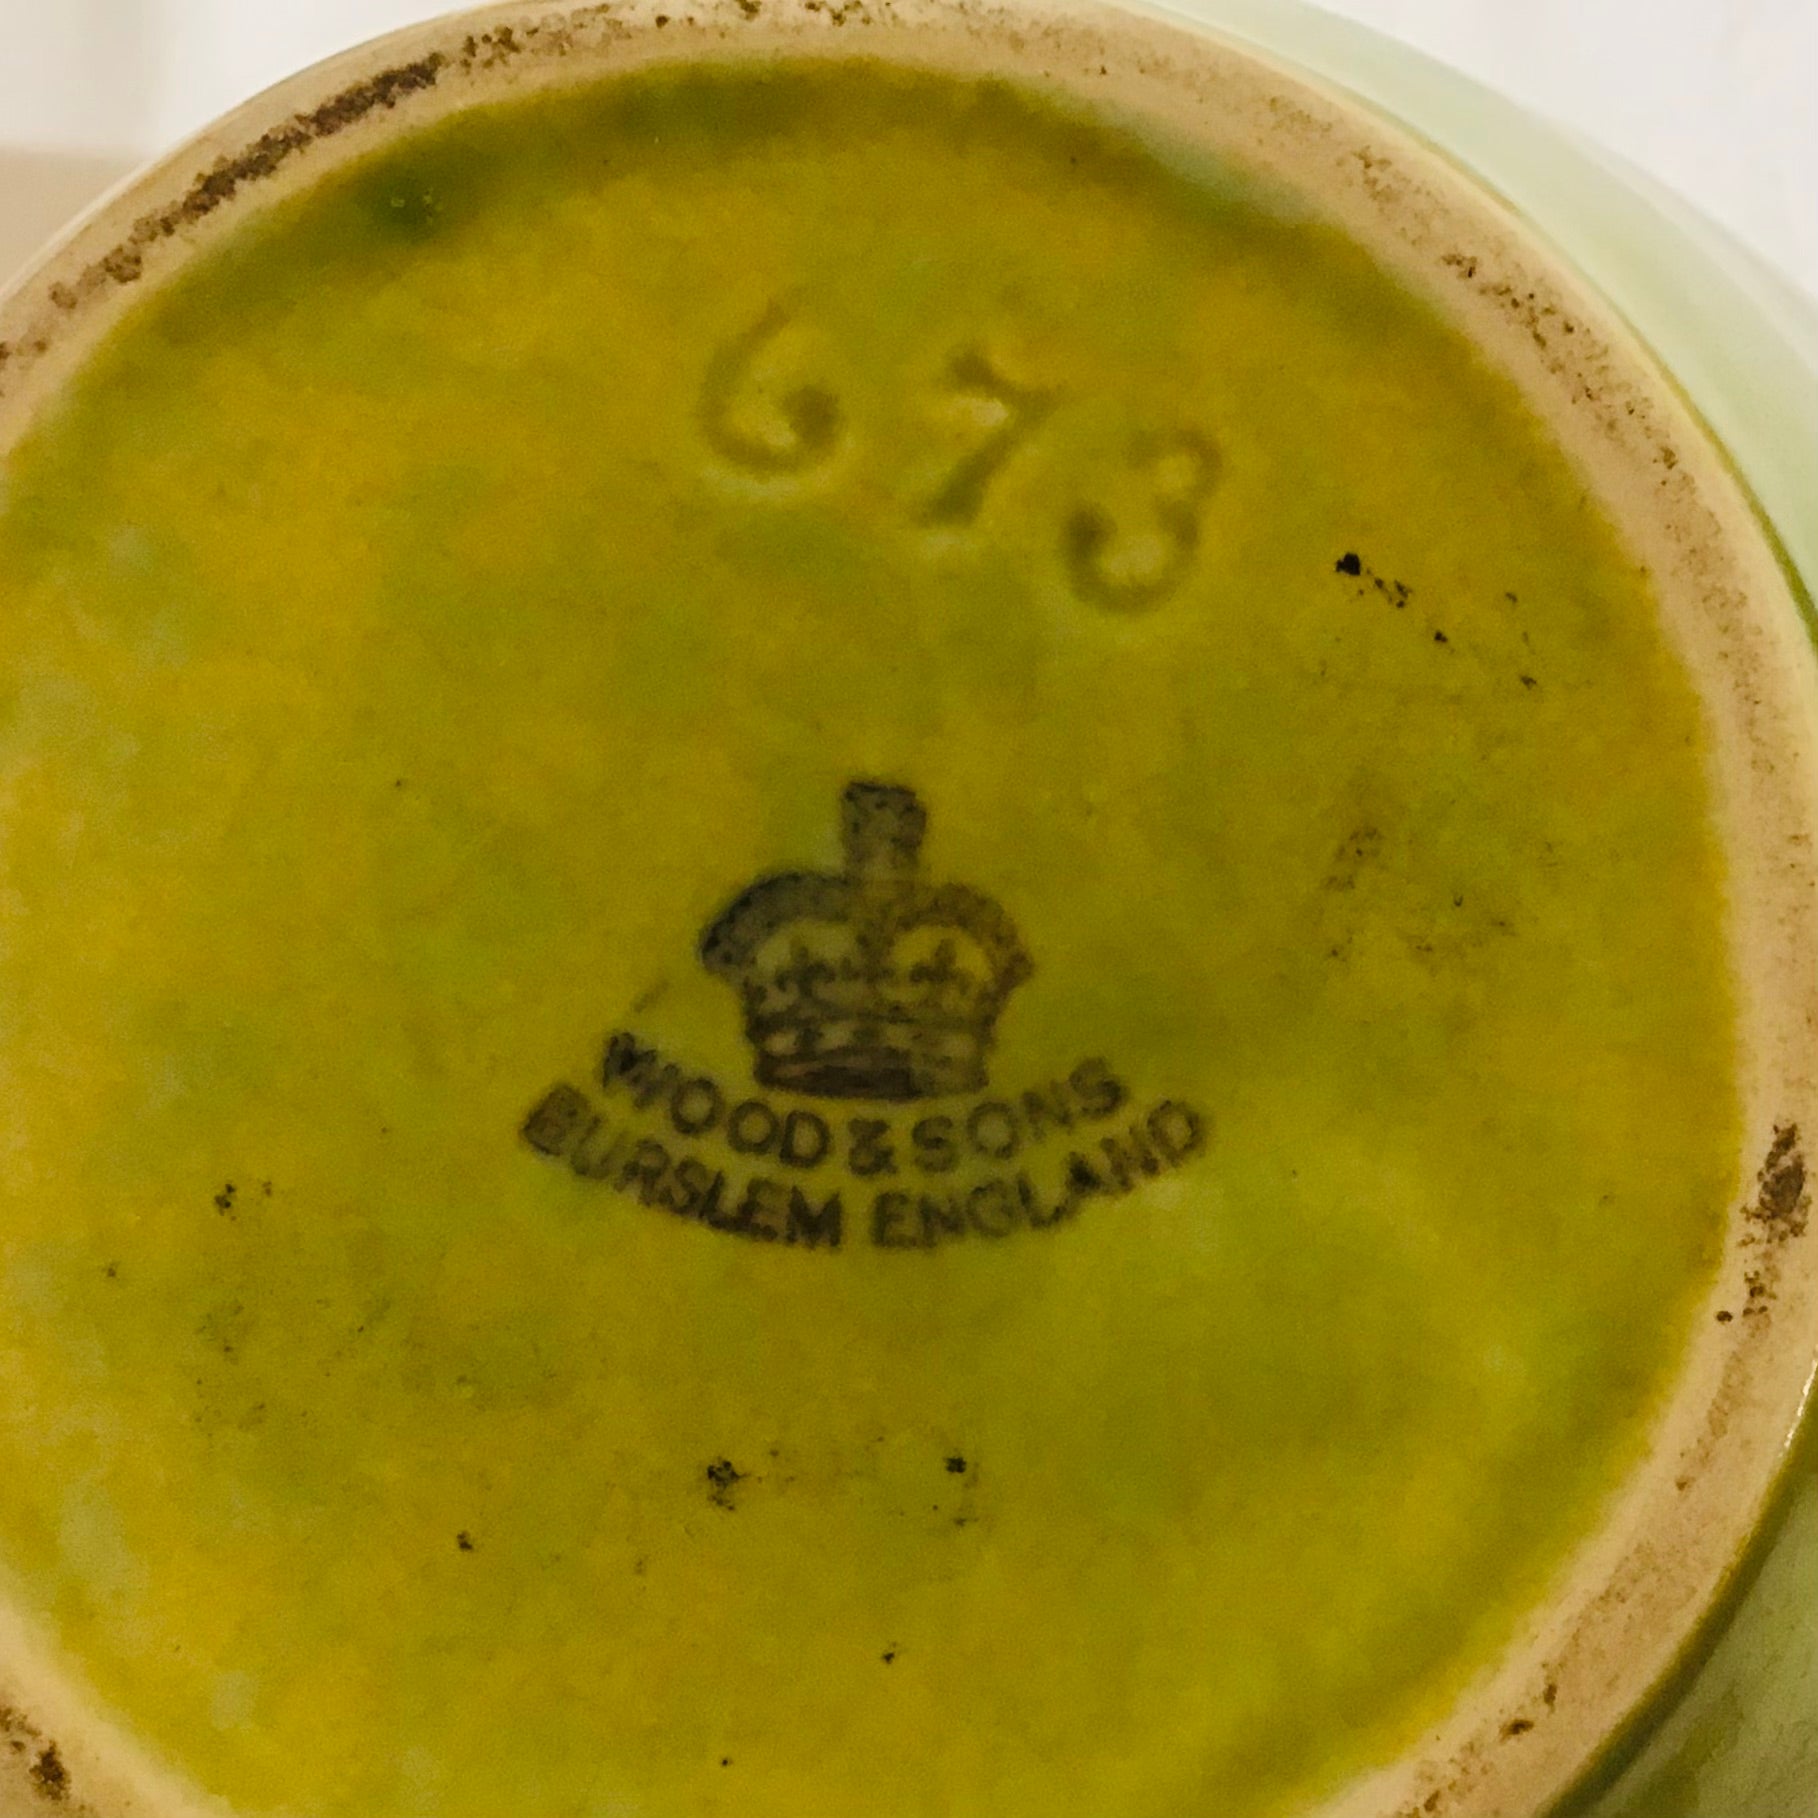 673
WOOD & SONS
BURSLEM ENGLAND